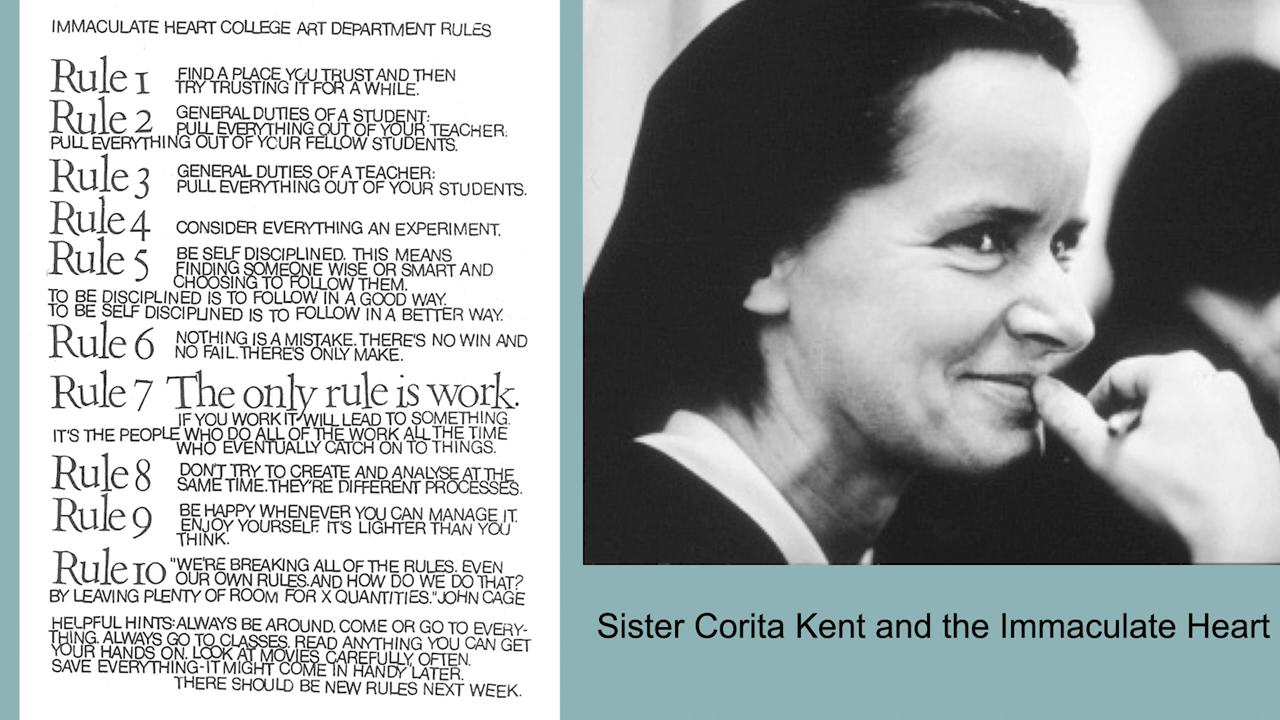 IMMACULATE HEART COLLEGE ART DEPARTMENT RULES
Rule 1 FIND A PLACE YOU TRUST AND THEN
TRY TRUSTING IT FOR A WHILE.
Rule 2 GENERAL DUTIES OF A STUDENT:
PULL EVERYTHING OUT OF YOUR TEACHER.
PULL EVERYTHING OUT OF YOUR FELLOW STUDENTS.
Rule 3 GENERAL DUTIES OF A TEACHER:
PULL EVERYTHING OUT OF YOUR STUDENTS.
Rule 4 CONSIDER EVERYTHING AN EXPERIMENT.
Rule 5 BE SELF DISCIPLINED. THIS MEANS
FINDING SOMEONE WISE OR SMART AND
CHOOSING TO FOLLOW THEM.
TO BE DISCIPLINED IS TO FOLLOW IN A GOOD WAY.
TO BE SELF DISCIPLINED IS TO FOLLOW IN A BETTER WAY.
Rule 6 NOTHING IS A MISTAKE. THERE'S NO WIN AND
NO FAIL. THERE'S ONLY MAKE.
Rule 7 The only rule is work.
IF YOU WORK IT WILL LEAD TO SOMETHING.
IT'S THE PEOPLE WHO DO ALL OF THE WORK ALL THE TIME
WHO EVENTUALLY CATCH ON TO THINGS.
Rule 8 DON'T TRY TO CREATE AND ANALYSE AT THE
SAME TIME. THEY'RE DIFFERENT PROCESSES.
Rule 9 BE HAPPY WHENEVER YOU CAN MANAGE IT.
ENJOY YOURSELF. IT'S LIGHTER THAN YOU
THINK.
Rule 10 "WE'RE BREAKING ALL OF THE RULES. EVEN
OUR OWN RULES. AND HOW DO WE DO THAT?
BY LEAVING PLENTY OF ROOM FOR X QUANTITIES." JOHN CAGE
HELPFUL HINTS: ALWAYS BE AROUND. COME OR GO TO EVERY-
THING. ALWAYS GO TO CLASSES. READ ANYTHING YOU CAN GET
YOUR HANDS ON. LOOK AT MOVIES CAREFULLY, OFTEN.
SAVE EVERYTHING-IT MIGHT COME IN HANDY LATER.
THERE SHOULD BE NEW RULES NEXT WEEK.
Sister Corita Kent and the Immaculate Heart